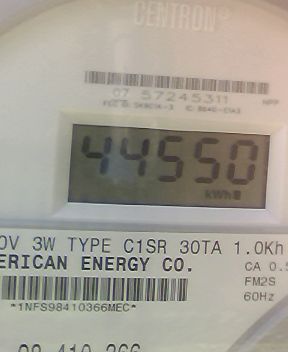 CENTRON®
07 57245311
44550
kWh
0V 3W TYPE C1SR 30TA 1.0Kh
ERICAN ENERGY CO.
CA 0.5
FM2S
60Hz
*1NFS98410366MEC*